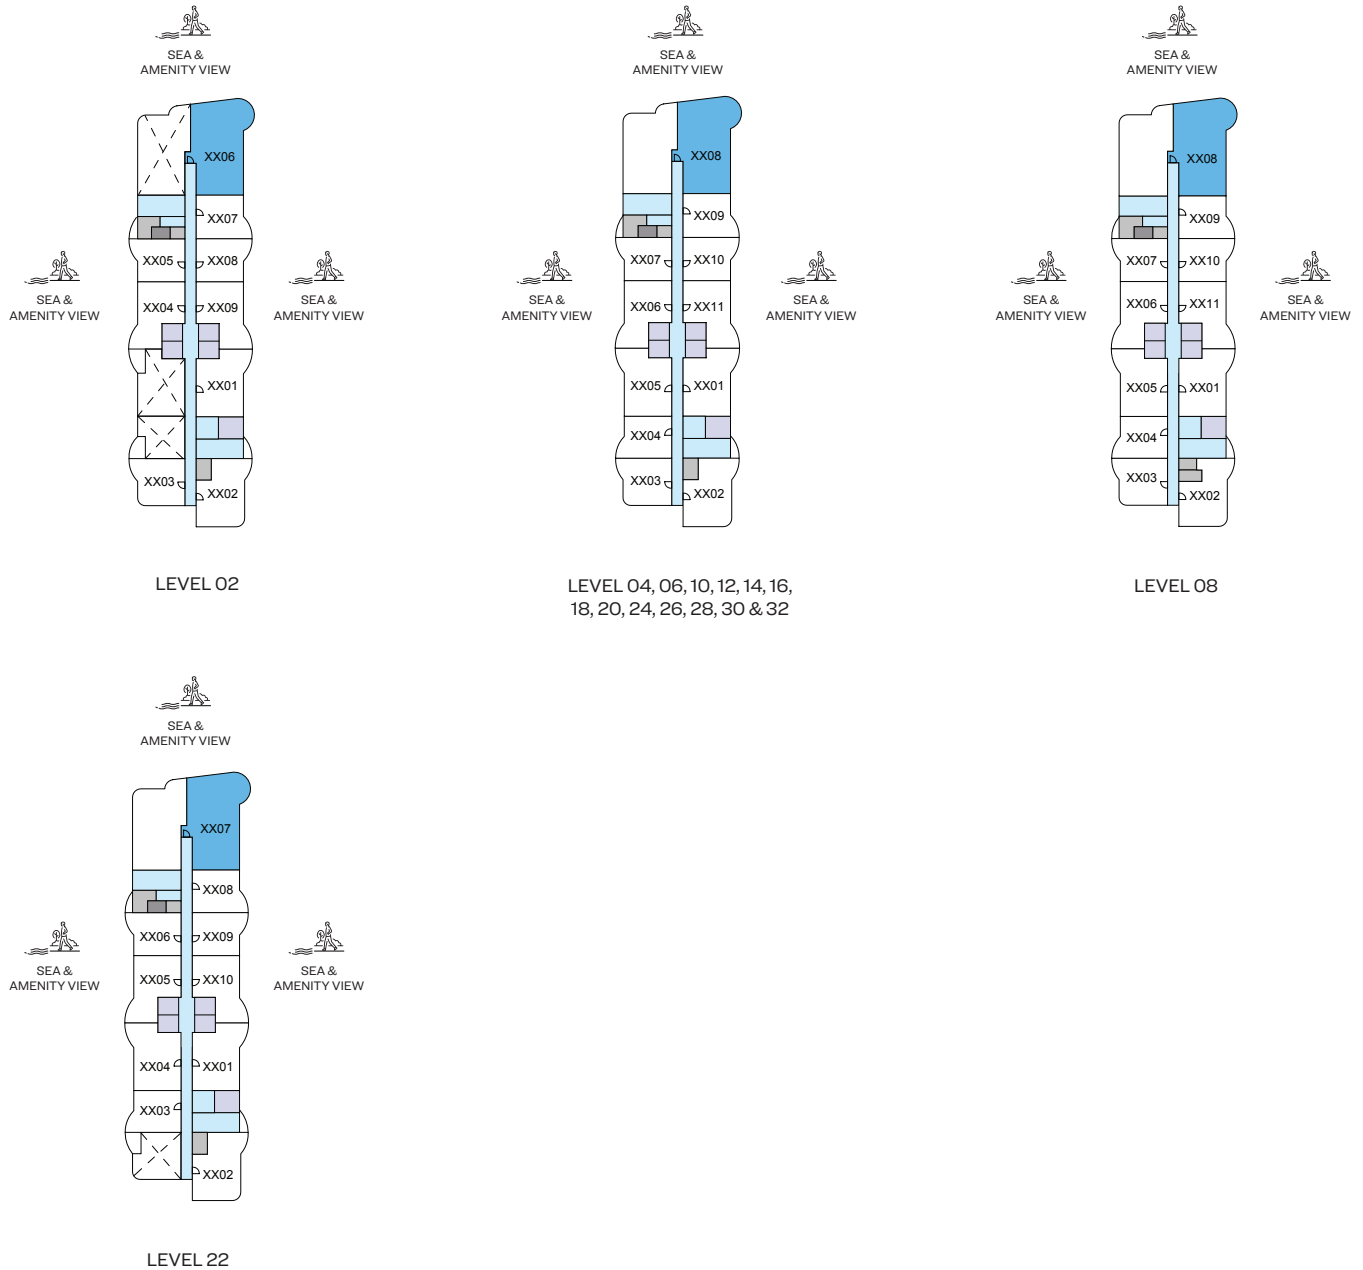 SEA &
AMENITY VIEW
XX06
XX07
XX05
XX08
SEA &
AMENITY VIEW
SEA &
AMENITY VIEW
XX04
XX09
XX01
XX03
XX02
LEVEL 02
SEA &
AMENITY VIEW
XX08
XX09
XX07
XX10
SEA &
AMENITY VIEW
SEA &
AMENITY VIEW
XX06
XX11
XX05
XX01
XX04
XX03
XX02
LEVEL 04, 06, 10, 12, 14, 16,
18, 20, 24, 26, 28, 30 & 32
SEA &
AMENITY VIEW
XX08
XX09
XX07
XX10
SEA &
AMENITY VIEW
SEA &
AMENITY VIEW
XX06
XX11
XX05
XX01
XX04
XX03
XX02
LEVEL 08
SEA &
AMENITY VIEW
XX07
XX08
XX06
XX09
SEA &
AMENITY VIEW
SEA &
AMENITY VIEW
XX05
XX10
XX04
XX01
XX03
XX02
LEVEL 22